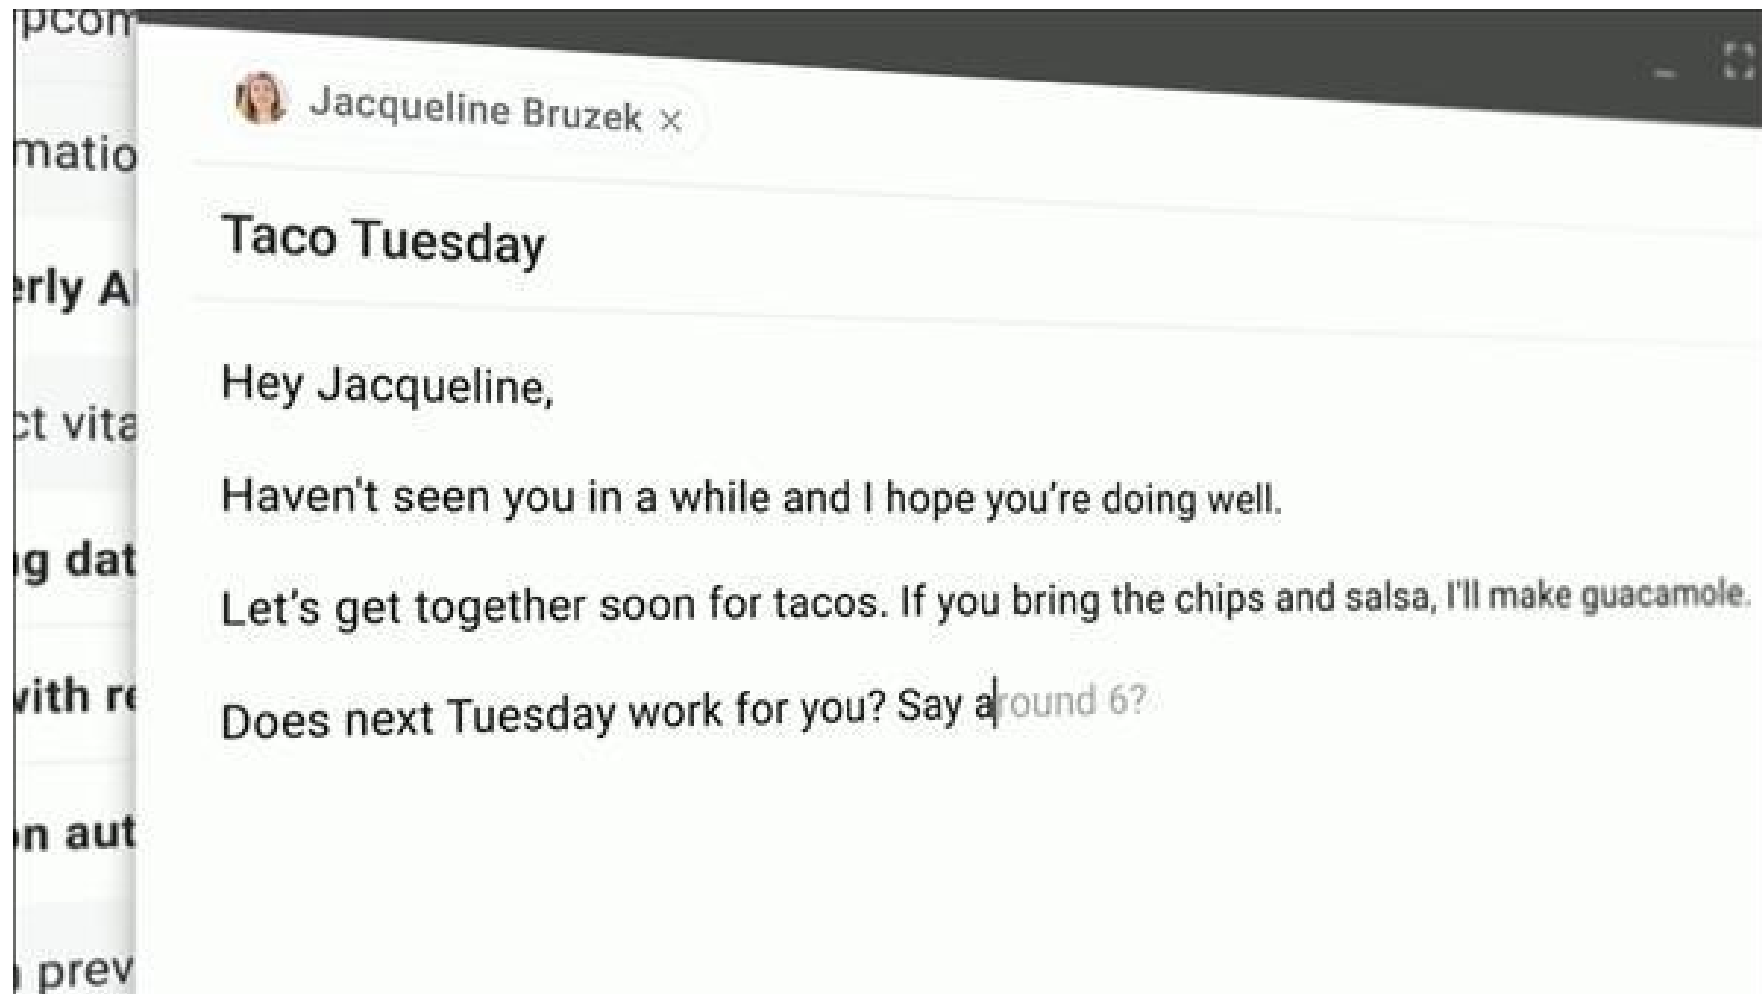 pcom
Jacqueline Bruzek ×
matio
Taco Tuesday
erly A
Hey Jacqueline,
ct vita
Haven't seen you in a while and I hope you're doing well.
g dat
Let's get together soon for tacos. If you bring the chips and salsa, I'll make guacamole.
with re
Does next Tuesday work for you? Say around 6?
on aut
prev